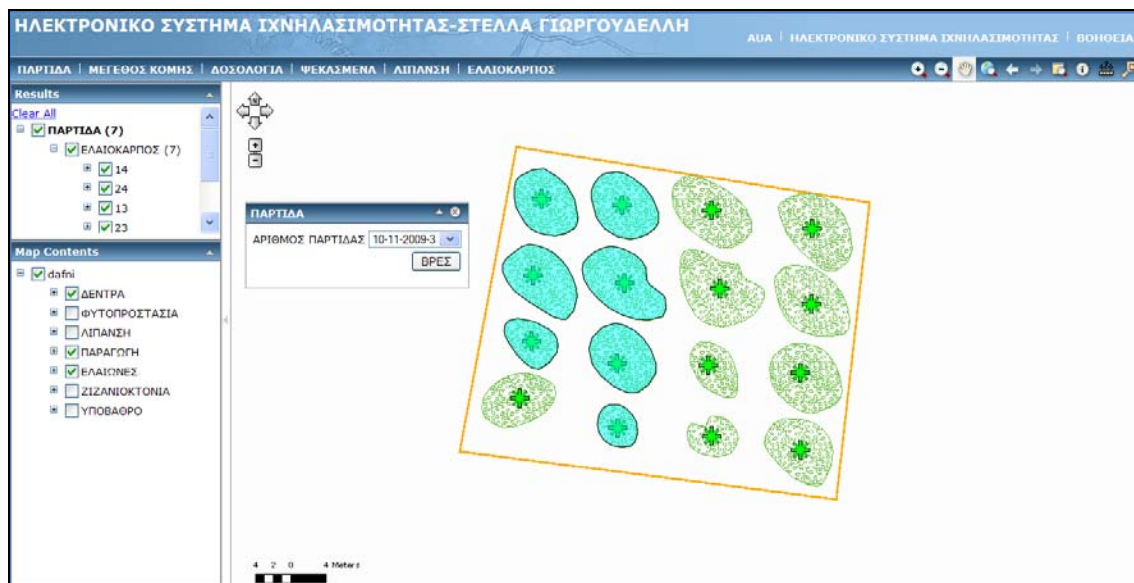 ΗΛΕΚΤΡΟΝΙΚΟ ΣΥΣΤΗΜΑ ΙΧΝΗΛΑΣΙΜΟΤΗΤΑΣ-ΣΤΕΛΛΑ ΓΙΩΡΓΟΥΔΕΛΛΗ
AUA | ΗΛΕΚΤΡΟΝΙΚΟ ΣΥΣΤΗΜΑ ΙΧΝΗΛΑΣΙΜΟΤΗΤΑΣ | ΒΟΗΘΕΙΑ
ΠΑΡΤΙΔΑ | ΜΕΓΕΘΟΣ ΚΟΜΗΣ | ΔΟΣΟΛΟΓΙΑ | ΨΕΚΑΣΜΕΝΑ | ΛΙΠΑΝΣΗ | ΕΛΑΙΟΚΑΡΠΟΣ
Results
Clear All
ΠΑΡΤΙΔΑ (7)
ΕΛΑΙΟΚΑΡΠΟΣ (7)
14
24
13
23
Map Contents
dafni
ΔΕΝΤΡΑ
ΦΥΤΟΠΡΟΣΤΑΣΙΑ
ΛΙΠΑΝΣΗ
ΠΑΡΑΓΩΓΗ
ΕΛΑΙΩΝΕΣ
ΖΙΖΑΝΙΟΚΤΟΝΙΑ
ΥΠΟΒΑΘΡΟ
ΠΑΡΤΙΔΑ
ΑΡΙΘΜΟΣ ΠΑΡΤΙΔΑΣ 10-11-2009-3
ΒΡΕΣ
4 2 0 4 Meters